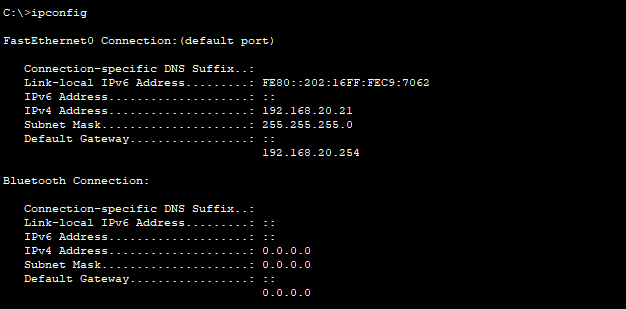 C:\>ipconfig
FastEthernet0 Connection:(default port)
Connection-specific DNS Suffix..:
Link-local IPv6 Address.........: FE80::202:16FF:FEC9:7062
IPv6 Address....................: ::
IPv4 Address....................: 192.168.20.21
Subnet Mask.....................: 255.255.255.0
Default Gateway.................: ::
192.168.20.254
Bluetooth Connection:
Connection-specific DNS Suffix..:
Link-local IPv6 Address.........: ::
IPv6 Address....................: ::
IPv4 Address....................: 0.0.0.0
Subnet Mask.....................: 0.0.0.0
Default Gateway.................: ::
0.0.0.0